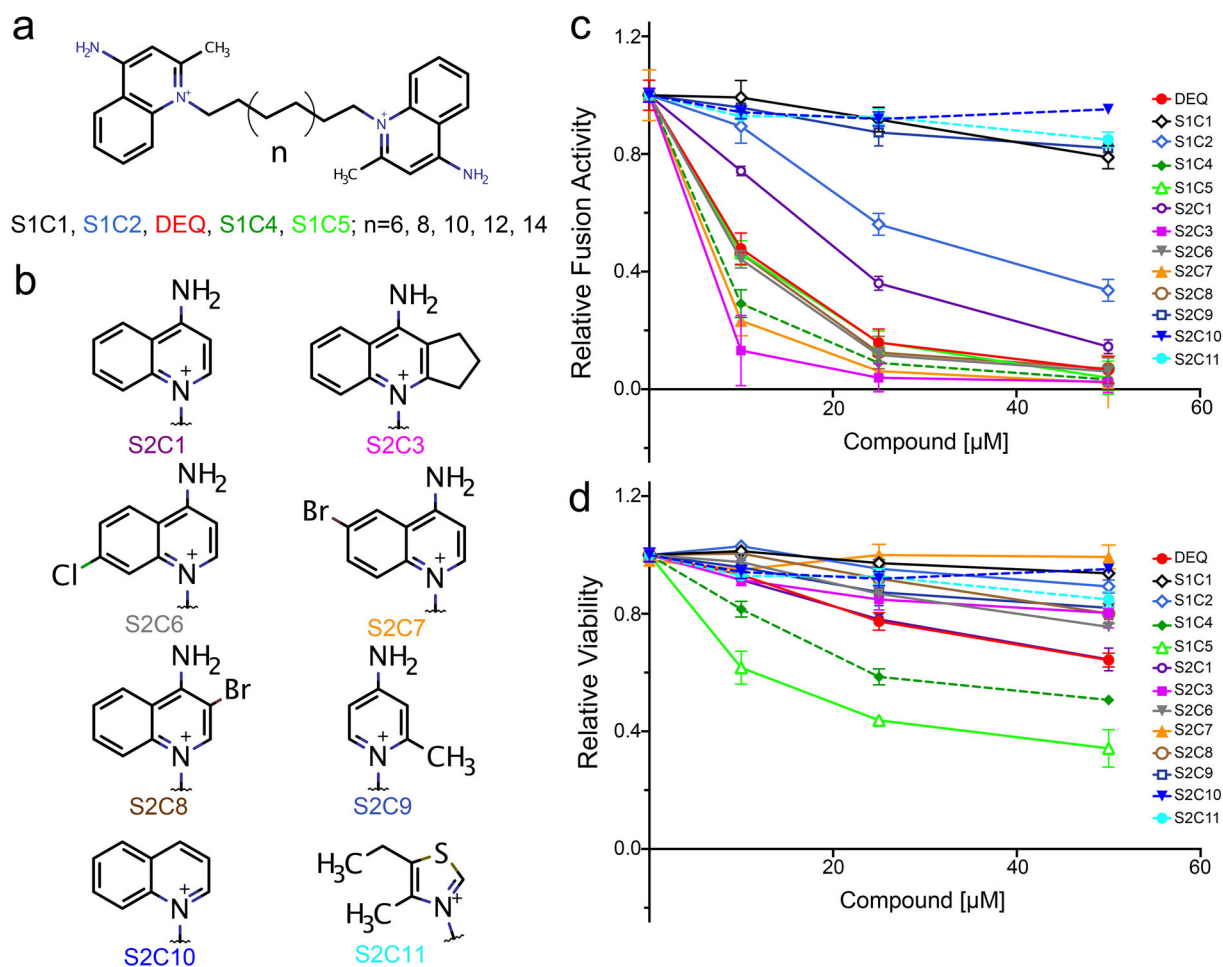 a
H₂N
CH₃
N⁺
N⁺
n
H₃C
NH₂
S1C1, S1C2, DEQ, S1C4, S1C5; n=6, 8, 10, 12, 14
b
NH₂
N⁺
S2C1
NH₂
N⁺
S2C3
NH₂
Cl
N⁺
S2C6
NH₂
Br
N⁺
S2C7
NH₂
Br
N⁺
S2C8
NH₂
N⁺
CH₃
S2C9
N⁺
S2C10
S
H₃C
H₃C
N⁺
S2C11
c
Relative Fusion Activity
1.2
0.8
0.4
0.0
20
40
60
Compound [µM]
DEQ
S1C1
S1C2
S1C4
S1C5
S2C1
S2C3
S2C6
S2C7
S2C8
S2C9
S2C10
S2C11
d
Relative Viability
1.2
0.8
0.4
0.0
20
40
60
Compound [µM]
DEQ
S1C1
S1C2
S1C4
S1C5
S2C1
S2C3
S2C6
S2C7
S2C8
S2C9
S2C10
S2C11